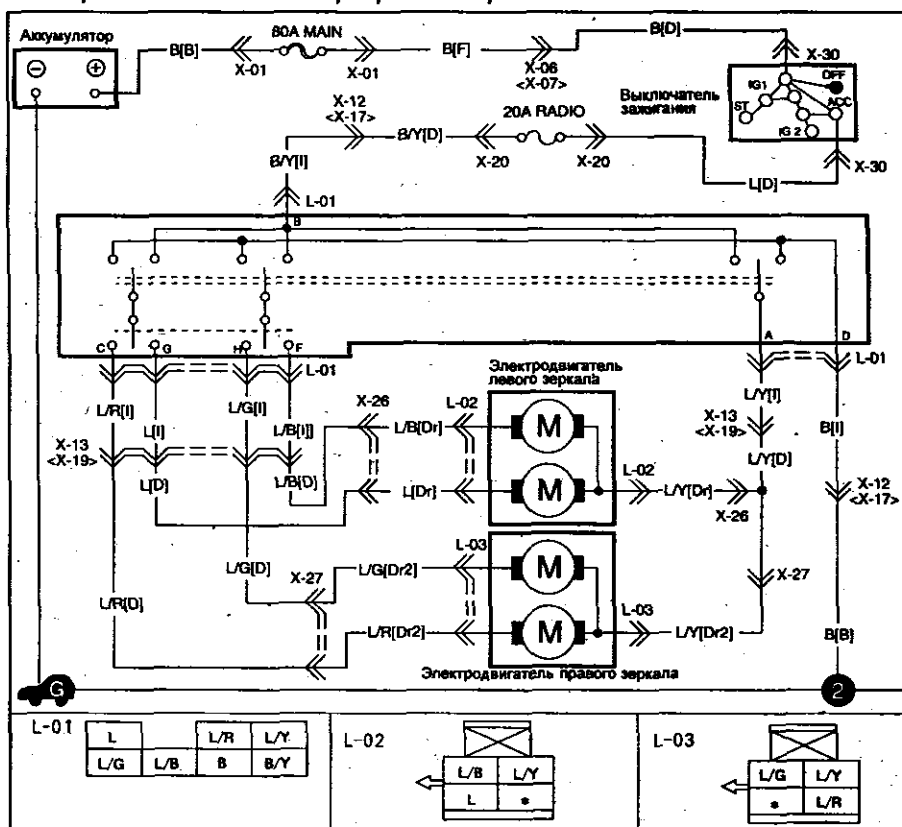 Аккумулятор
80A MAIN
B[B]
X-01
X-01
B[F]
X-06
<X-07>
B[D]
X-30
OFF
IG1
ST
ACC
IG 2
Выключатель
зажигания
X-12
<X-17>
20A RADIO
B/Y[D]
X-20
X-20
X-30
L[D]
B/Y[I]
L-01
B
C
G
H
F
A
D
L-01
L-01
L/R[I]
L[I]
L/G[I]
L/B[I]
X-26
L-02
Электродвигатель
левого зеркала
L/Y[I]
X-13
<X-19>
B[I]
X-13
<X-19>
L/B[Dr]
M
L[D]
L/B[D]
L[Dr]
M
L-02
L/Y[Dr]
L/Y[D]
X-26
X-12
<X-17>
L/G[D]
X-27
L/G[Dr2]
L-03
M
X-27
L/R[D]
L/R[Dr2]
M
L-03
L/Y[Dr2]
B[B]
Электродвигатель правого зеркала
G
2
L-01
L L/R L/Y
L/G L/B B B/Y
L-02
L/B L/Y
L *
L-03
L/G L/Y
* L/R